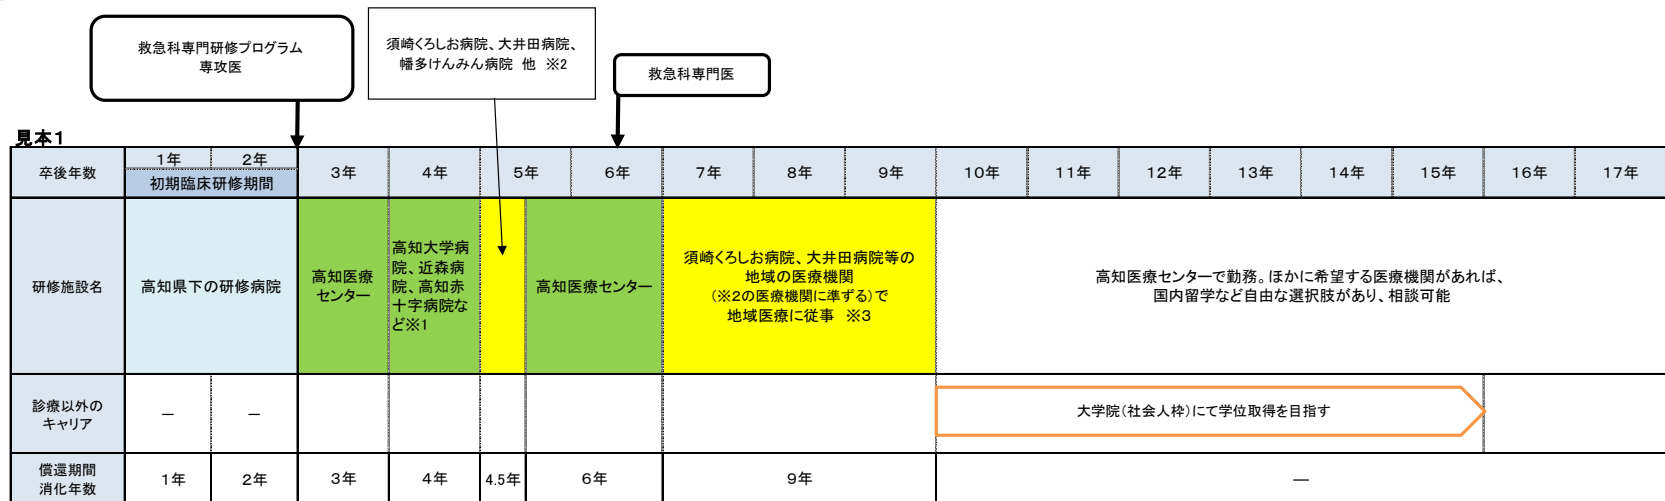 救急科専門研修プログラム
専攻医
須崎くろしお病院、大井田病院、
幡多けんみん病院 他 ※2
救急科専門医
見本1
卒後年数
1年
2年
初期臨床研修期間
3年
4年
5年
6年
7年
8年
9年
10年
11年
12年
13年
14年
15年
16年
17年
研修施設名
高知県下の研修病院
高知医療
センター
高知大学病
院、近森病
院、高知赤
十字病院な
ど※1
高知医療センター
須崎くろしお病院、大井田病院等の
地域の医療機関
(※2の医療機関に準ずる)で
地域医療に従事 ※3
高知医療センターで勤務。ほかに希望する医療機関があれば、
国内留学など自由な選択肢があり、相談可能
診療以外の
キャリア
―
―
大学院(社会人枠)にて学位取得を目指す
償還期間
消化年数
1年
2年
3年
4年
4.5年
6年
9年
―